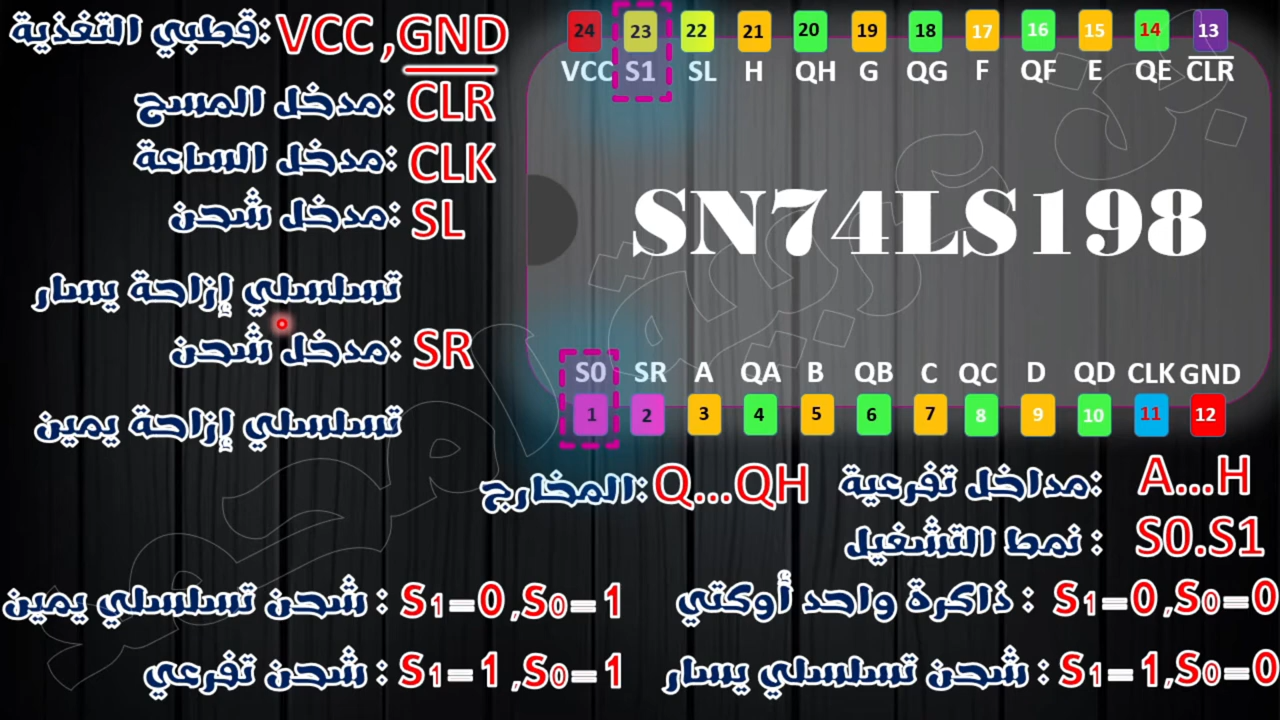 24 23 22 21 20 19 18 17 16 15 14 13
VCC S1 SL H QH G QG F QF E QE CLR
SN74LS198
S0 SR A QA B QB C QC D QD CLK GND
1 2 3 4 5 6 7 8 9 10 11 12
قطبي التغذية: VCC ,GND
مدخل المسح: CLR
مدخل الساعة: CLK
مدخل شحن: SL
تسلسلي إزاحة يسار
مدخل شحن: SR
تسلسلي إزاحة يمين
A...H :مداخل تفرعية
Q...QH :المخارج
S0.S1 : نمط التشغيل
S1=0 ,S0=0 : ذاكرة واحد أوكتي
S1=0 ,S0=1 : شحن تسلسلي يمين
S1=1,S0=0 : شحن تسلسلي يسار
S1=1 ,S0=1 : شحن تفرعي